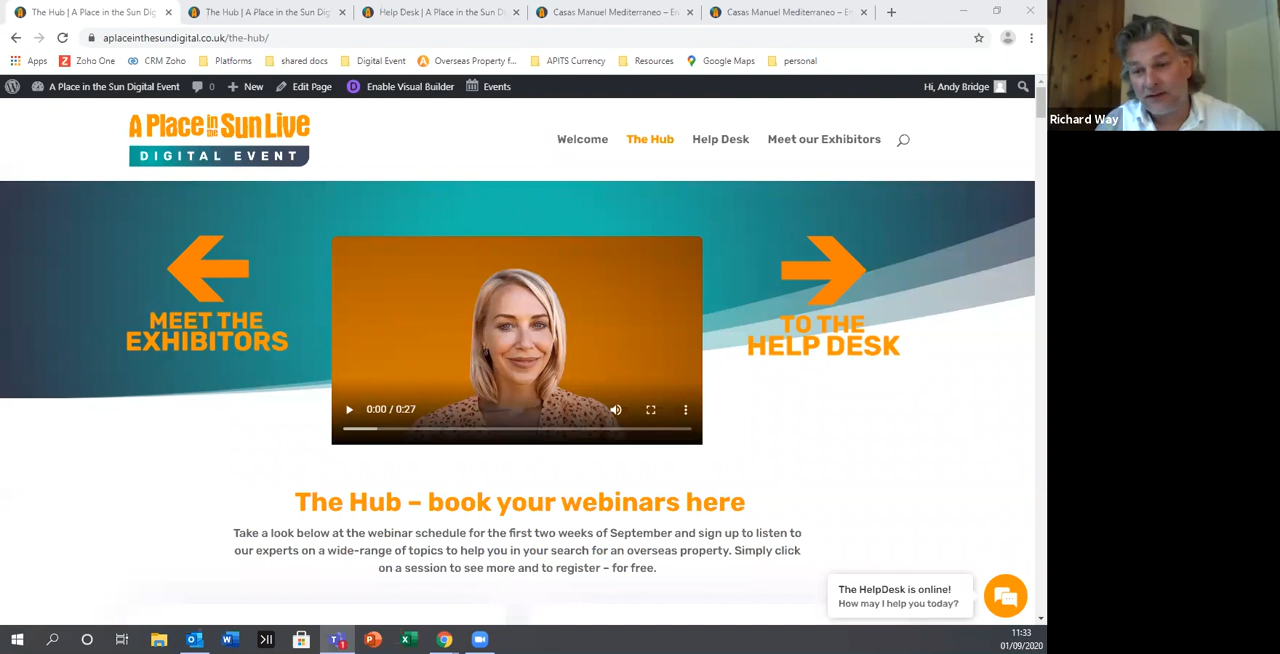 The Hub | A Place in the Sun Dig
The Hub | A Place in the Sun Dig
Help Desk | A Place in the Sun D
Casas Manuel Mediterraneo – En
Casas Manuel Mediterraneo – En
aplaceinthesundigital.co.uk/the-hub/
Apps
Zoho One
CRM Zoho
Platforms
shared docs
Digital Event
Overseas Property f...
APITS Currency
Resources
Google Maps
personal
A Place in the Sun Digital Event
0
New
Edit Page
Enable Visual Builder
Events
Hi, Andy Bridge
Richard Way
A Place in the Sun Live
DIGITAL EVENT
Welcome
The Hub
Help Desk
Meet our Exhibitors
MEET THE
EXHIBITORS
0:00 / 0:27
TO THE
HELP DESK
The Hub – book your webinars here
Take a look below at the webinar schedule for the first two weeks of September and sign up to listen to
our experts on a wide-range of topics to help you in your search for an overseas property. Simply click
on a session to see more and to register – for free.
The HelpDesk is online!
How may I help you today?
11:33
01/09/2020